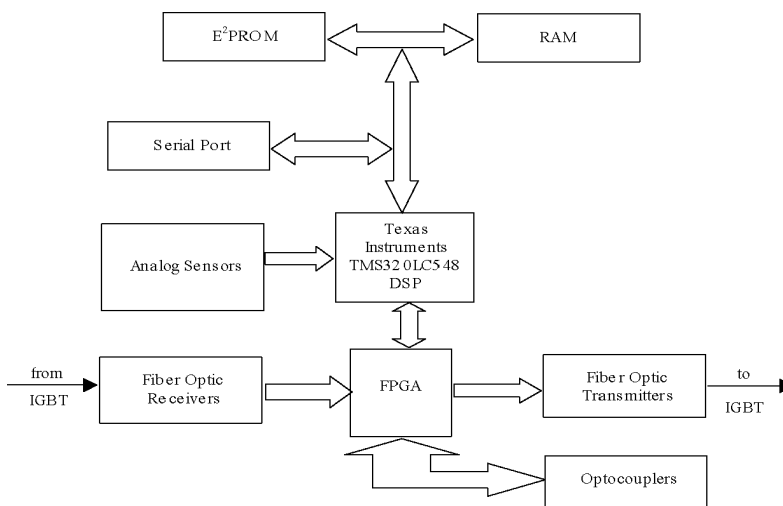 E²PROM
RAM
Serial Port
Texas
Instruments
TMS320LC548
DSP
Analog Sensors
from
IGBT
Fiber Optic
Receivers
FPGA
Fiber Optic
Transmitters
to
IGBT
Optocouplers